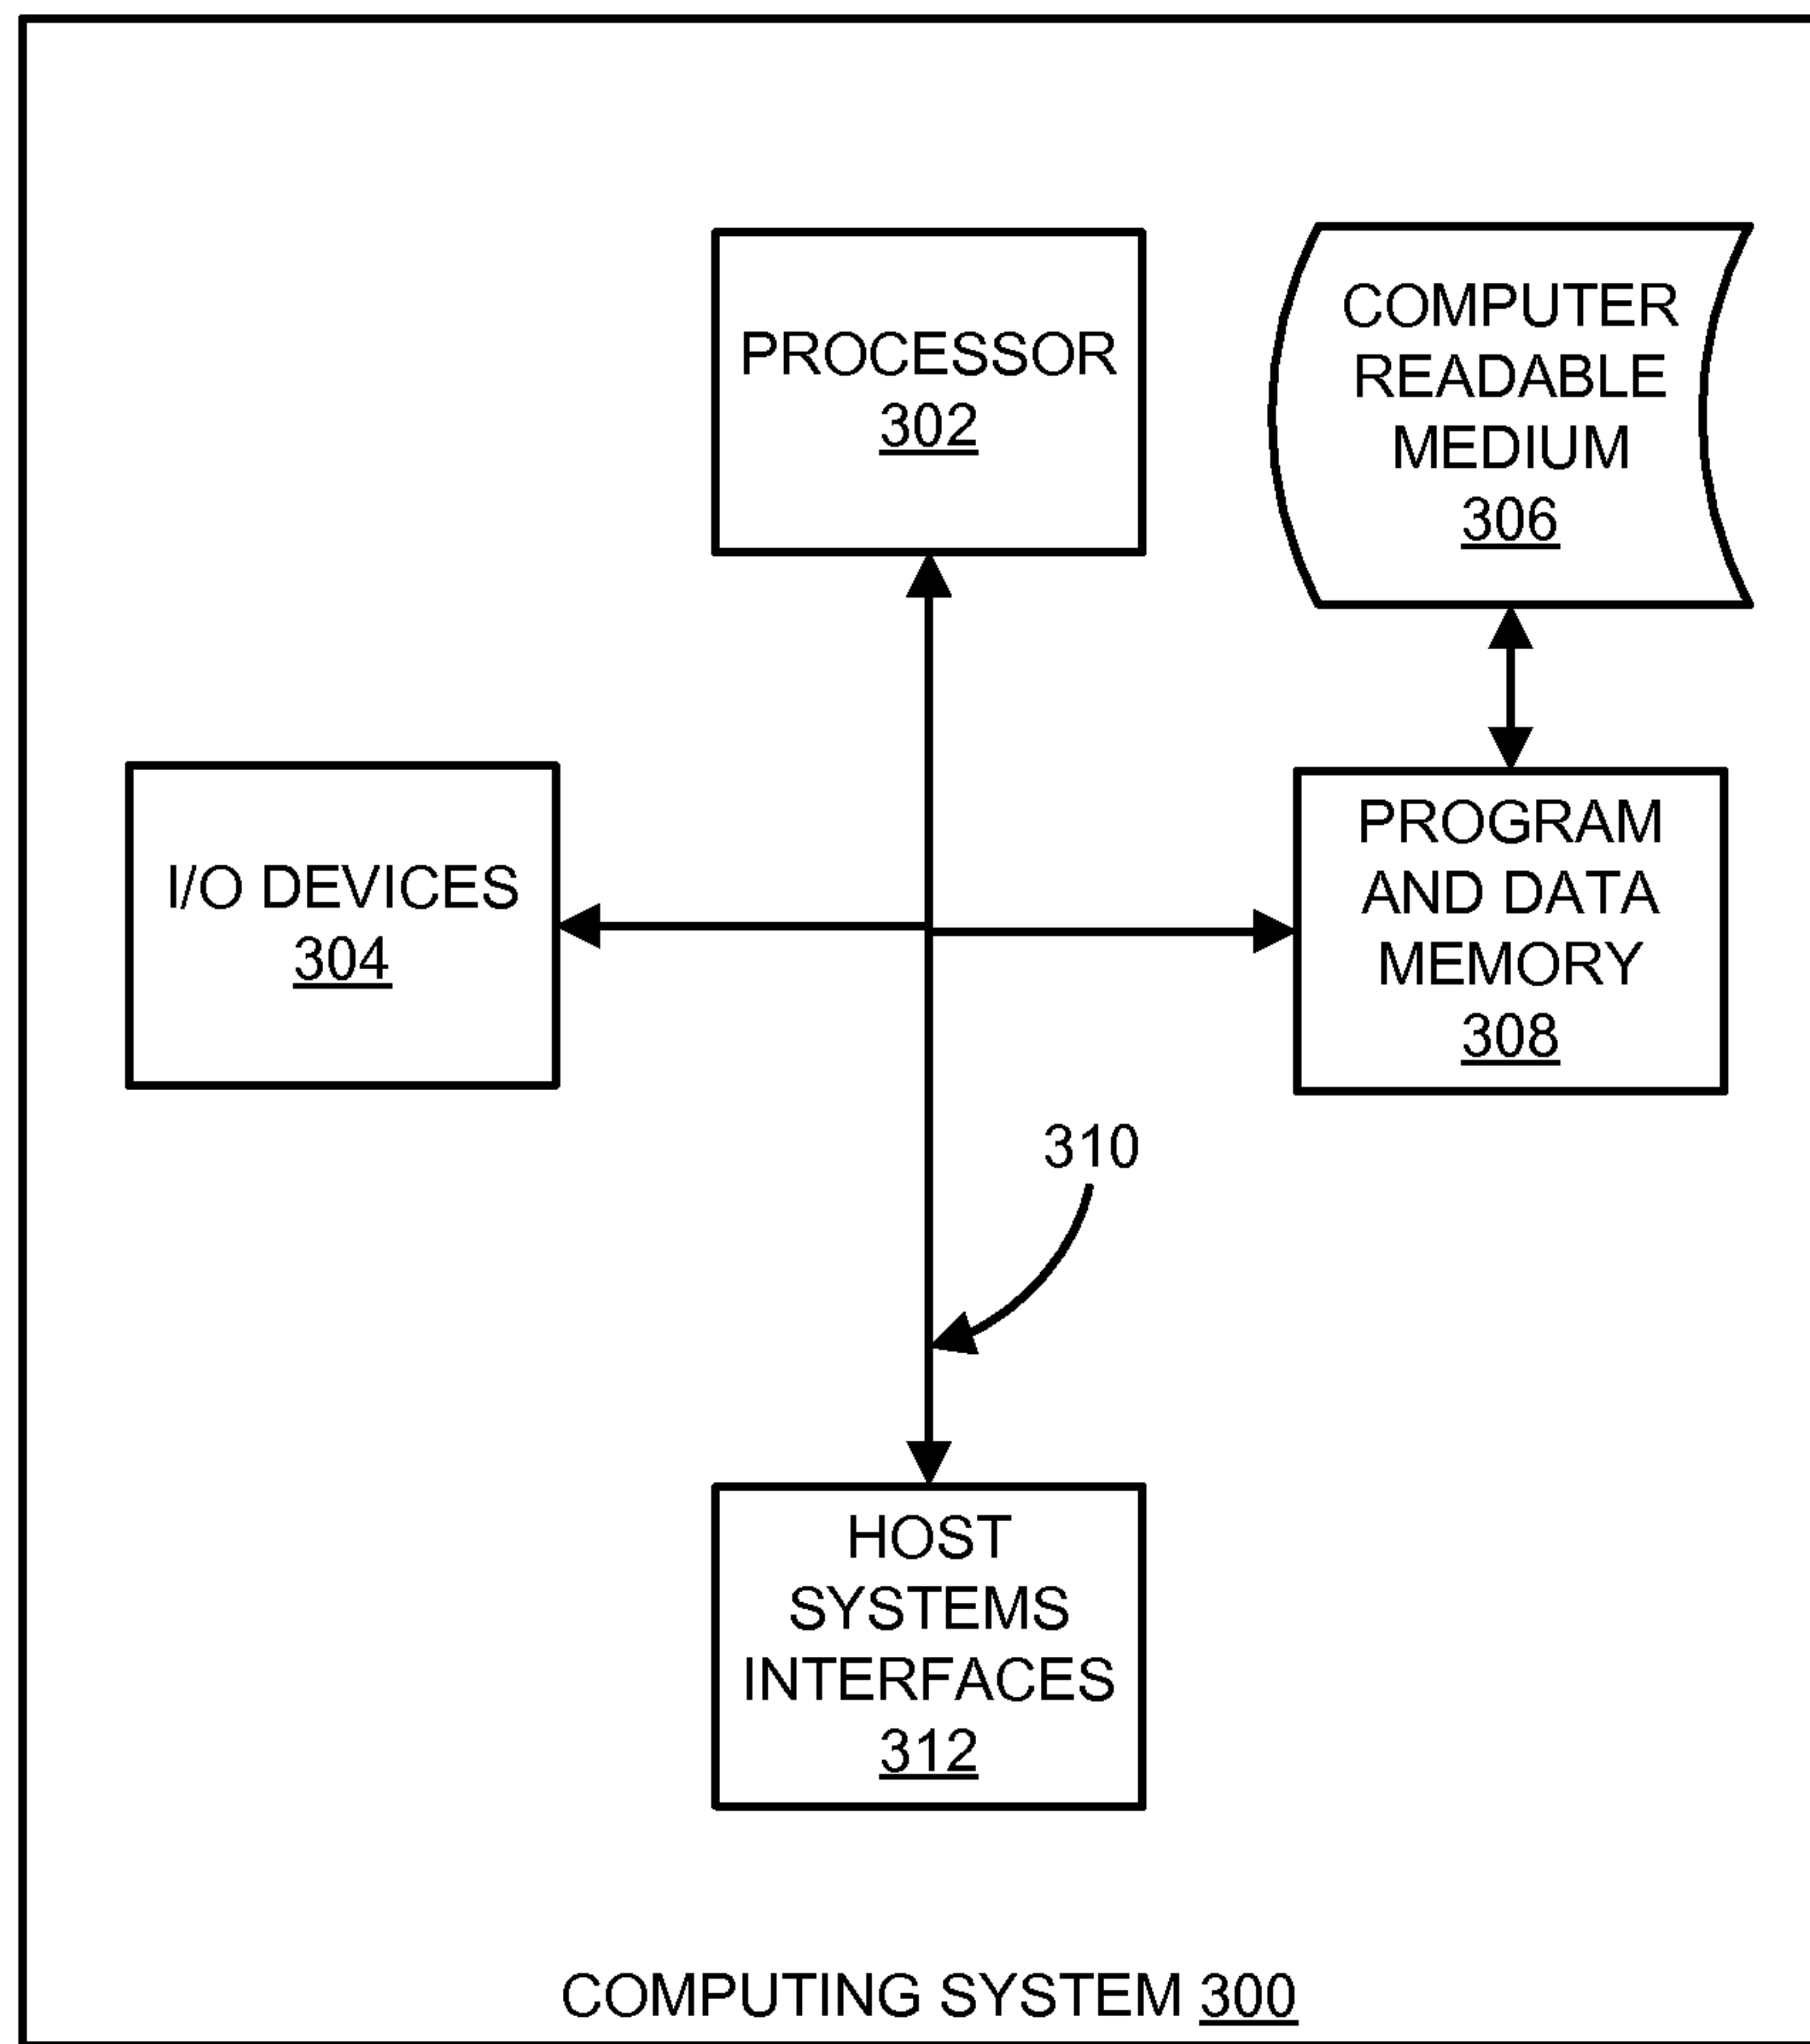 PROCESSOR
302
COMPUTER
READABLE
MEDIUM
306
I/O DEVICES
304
PROGRAM
AND DATA
MEMORY
308
310
HOST
SYSTEMS
INTERFACES
312
COMPUTING SYSTEM 300